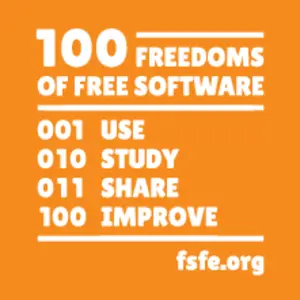 100 FREEDOMS
OF FREE SOFTWARE
001 USE
010 STUDY
011 SHARE
100 IMPROVE
fsfe.org